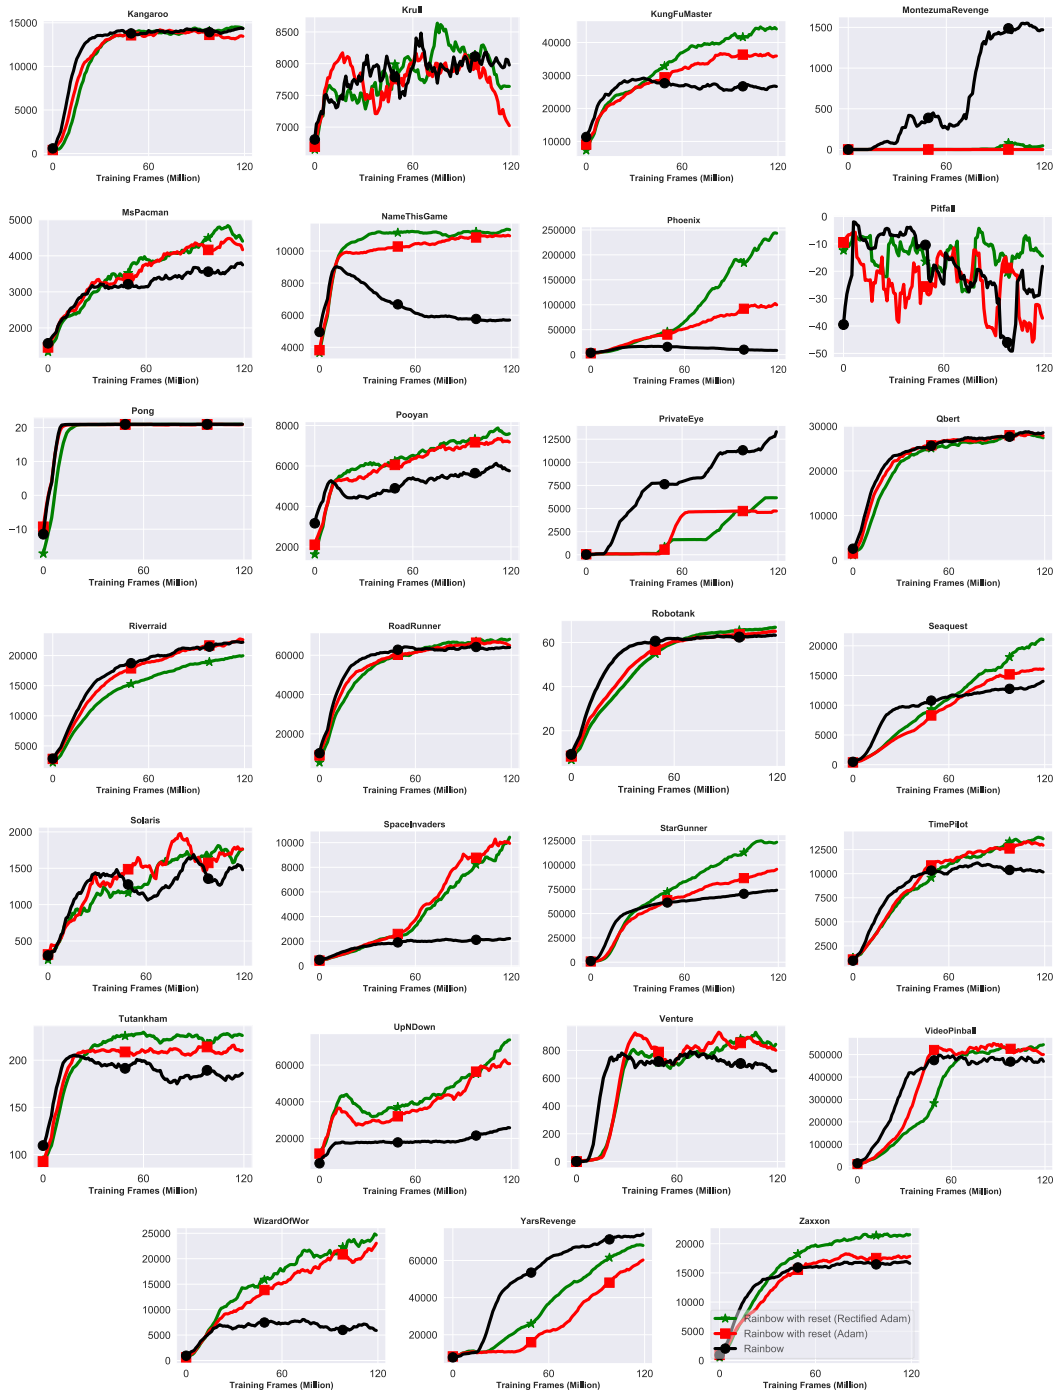 Kangaroo Krull KungFuMaster MontezumaRevenge
15000 10000 5000 0
8000 7500 7000
40000 30000 20000 10000
1500 1000 500 0
0 60 120 0 60 120 0 60 120 0 60 120
Training Frames (Million) Training Frames (Million) Training Frames (Million) Training Frames (Million)
MsPacman NameThisGame Phoenix Pitfall
5000 4000 3000 2000
10000 8000 6000 4000
250000 200000 150000 100000 50000 0
0 −10 −20 −30 −40 −50
0 60 120 0 60 120 0 60 120 0 60 120
Training Frames (Million) Training Frames (Million) Training Frames (Million) Training Frames (Million)
Pong Pooyan PrivateEye Qbert
20 10 0 −10
8000 6000 4000 2000
12500 10000 7500 5000 2500 0
30000 20000 10000 0
0 60 120 0 60 120 0 60 120 0 60 120
Training Frames (Million) Training Frames (Million) Training Frames (Million) Training Frames (Million)
Riverraid RoadRunner Robotank Seaquest
20000 15000 10000 5000
60000 40000 20000 0
60 40 20
20000 15000 10000 5000 0
0 60 120 0 60 120 0 60 120 0 60 120
Training Frames (Million) Training Frames (Million) Training Frames (Million) Training Frames (Million)
Solaris SpaceInvaders StarGunner TimePilot
2000 1500 1000 500
10000 8000 6000 4000 2000 0
125000 100000 75000 50000 25000 0
12500 10000 7500 5000 2500
0 60 120 0 60 120 0 60 120 0 60 120
Training Frames (Million) Training Frames (Million) Training Frames (Million) Training Frames (Million)
Tutankham UpNDown Venture VideoPinball
200 150 100
60000 40000 20000 0
800 600 400 200 0
500000 400000 300000 200000 100000 0
0 60 120 0 60 120 0 60 120 0 60 120
Training Frames (Million) Training Frames (Million) Training Frames (Million) Training Frames (Million)
WizardOfWor YarsRevenge Zaxxon
25000 20000 15000 10000 5000 0
60000 40000 20000
20000 15000 10000 5000 0
Rainbow with reset (Rectified Adam)
Rainbow with reset (Adam)
Rainbow
0 60 120 0 60 120 0 60 120
Training Frames (Million) Training Frames (Million) Training Frames (Million)